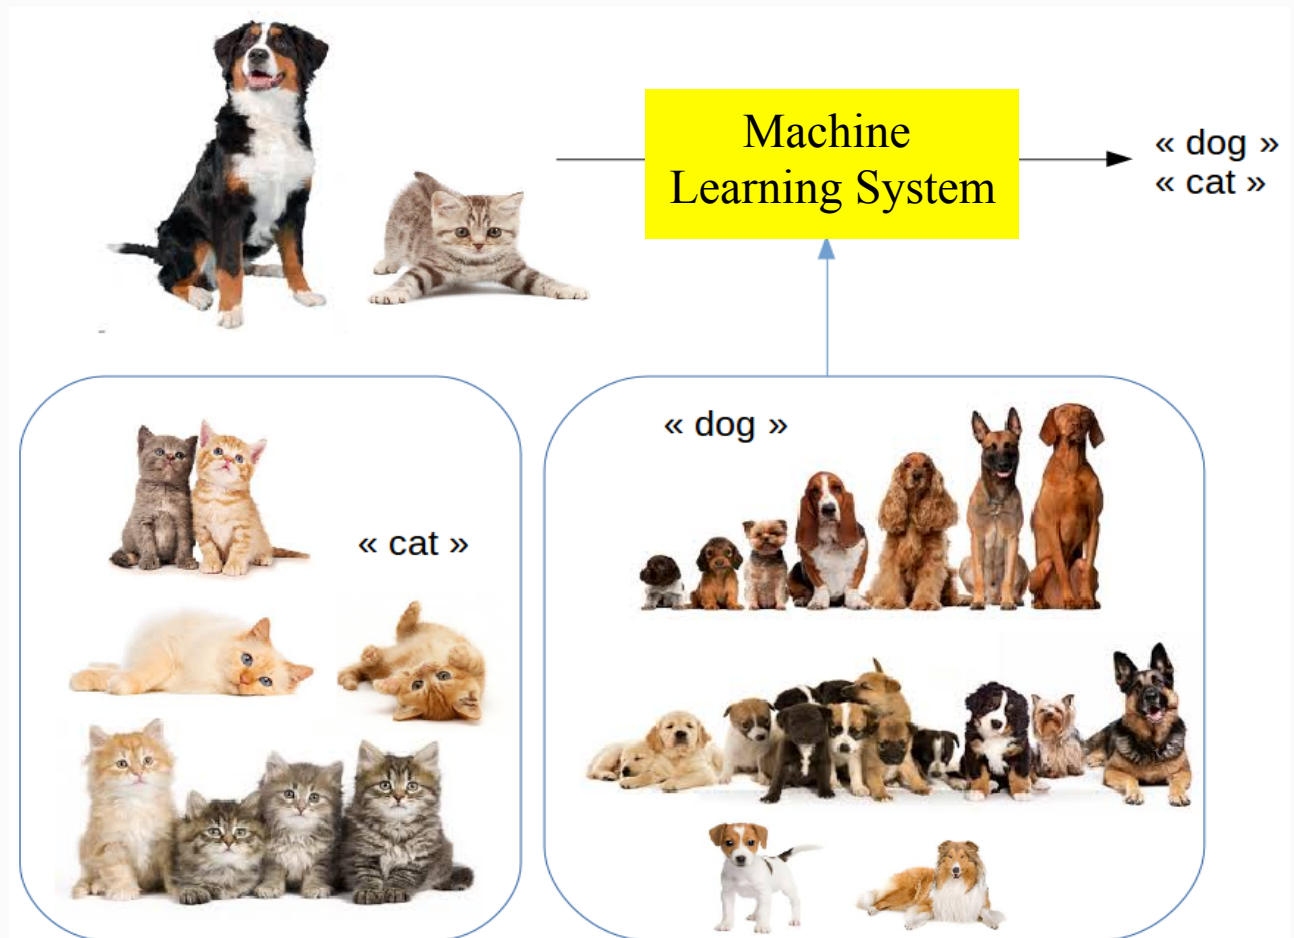 Machine
Learning System
« dog »
« cat »
« dog »
« cat »